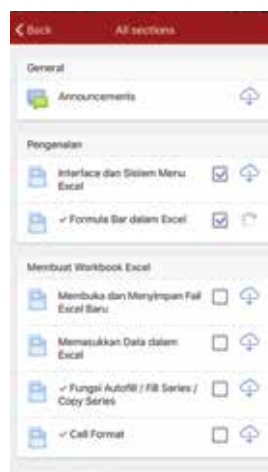 Back
All sections
General
Announcements
Pengenalan
Interface dan Sistem Menu
Excel
✓ Formula Bar dalam Excel
Membuat Workbook Excel
Membuka dan Menyimpan Fail
Excel Baru
Memasukkan Data dalam
Excel
✓ Fungsi Autofill / Fill Series /
Copy Series
✓ Cell Format